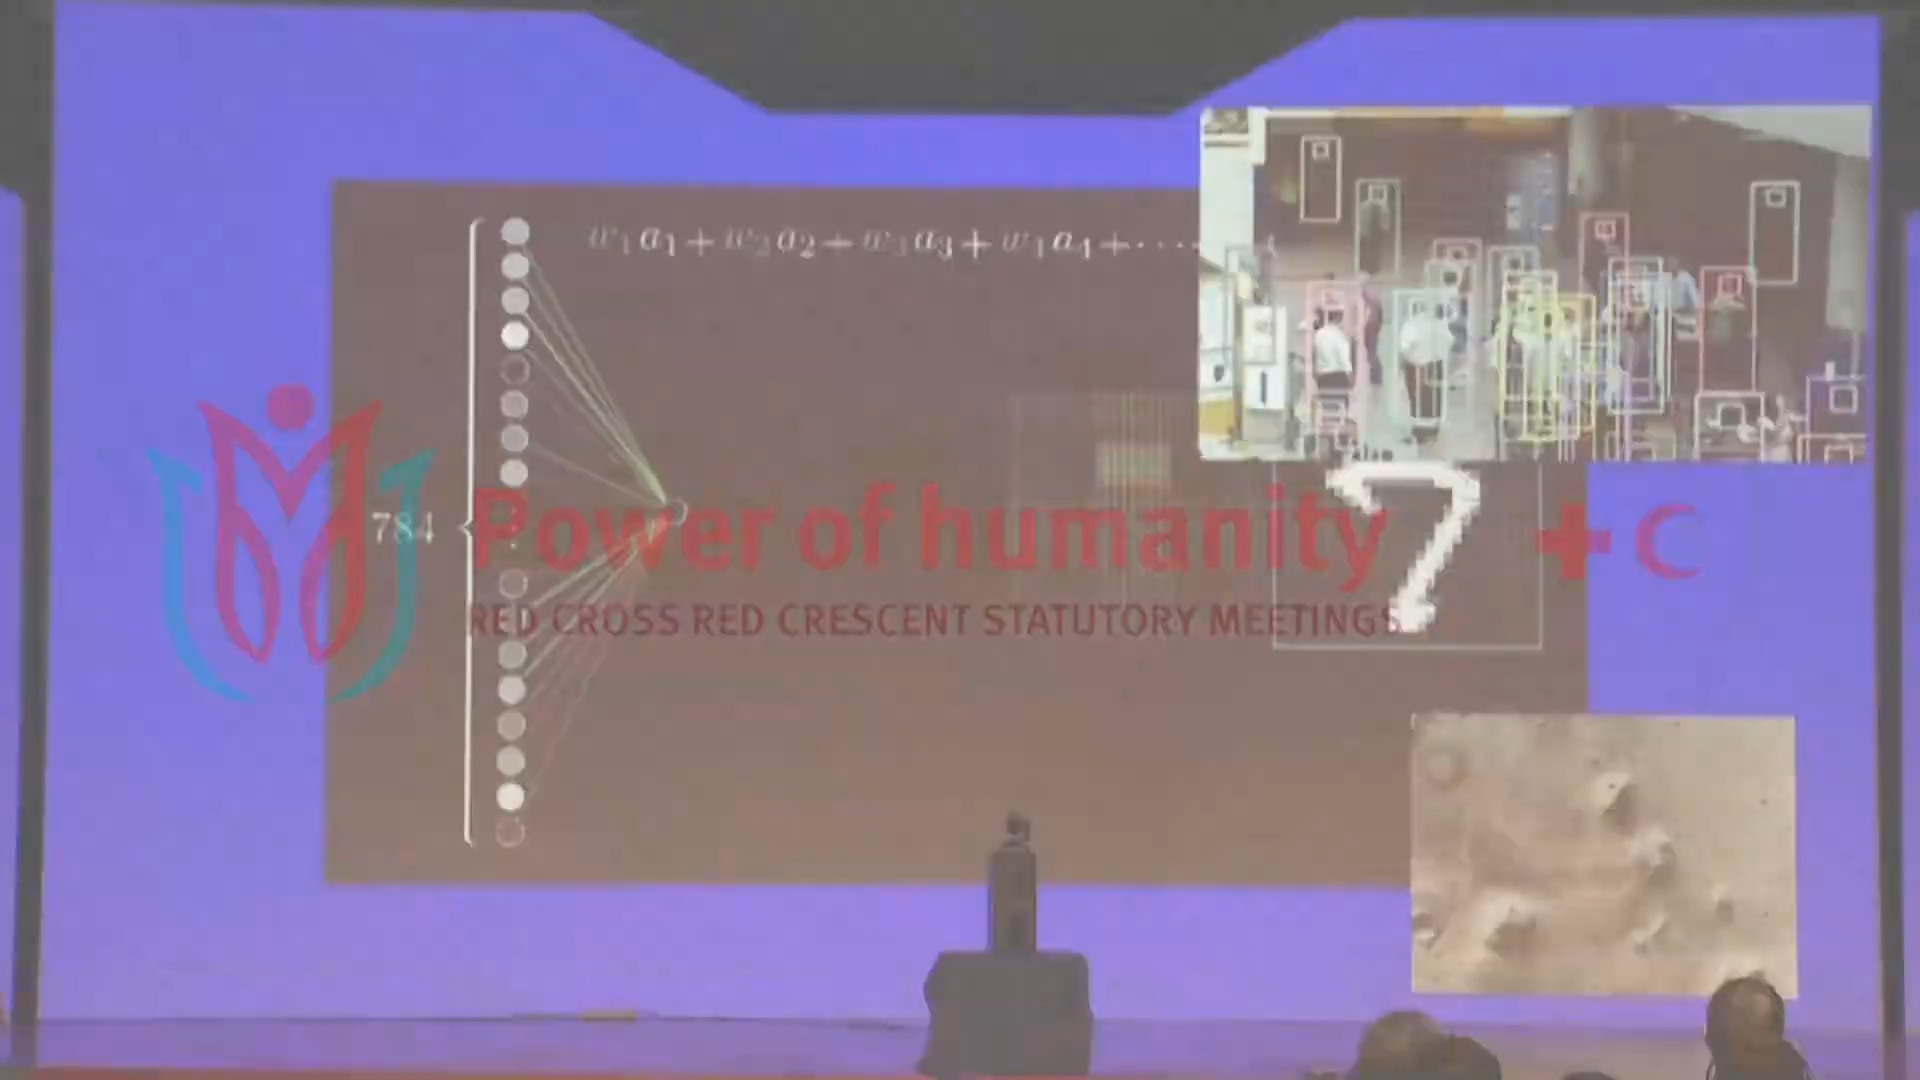 w₁a₁ + w₂a₂ + w₃a₃ + w₄a₄ + ····
784
7
Power of humanity
RED CROSS RED CRESCENT STATUTORY MEETINGS